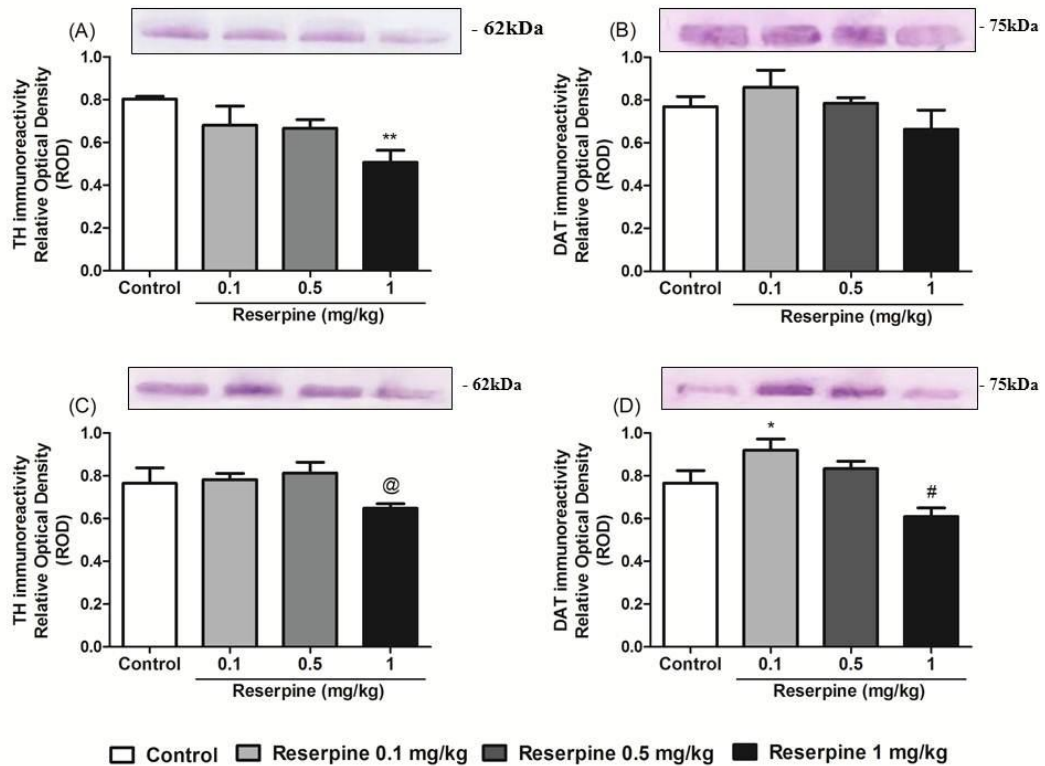 (A)
- 62kDa
TH immunoreactivity
Relative Optical Density
(ROD)
1.0
0.8
0.6
0.4
0.2
0.0
**
Control 0.1 0.5 1
Reserpine (mg/kg)
(B)
- 75kDa
DAT immunoreactivity
Relative Optical Density
(ROD)
1.0
0.8
0.6
0.4
0.2
0.0
Control 0.1 0.5 1
Reserpine (mg/kg)
(C)
- 62kDa
TH immunoreactivity
Relative Optical Density
(ROD)
1.0
0.8
0.6
0.4
0.2
0.0
@
Control 0.1 0.5 1
Reserpine (mg/kg)
(D)
- 75kDa
DAT immunoreactivity
Relative Optical Density
(ROD)
1.0
0.8
0.6
0.4
0.2
0.0
*
#
Control 0.1 0.5 1
Reserpine (mg/kg)
Control Reserpine 0.1 mg/kg Reserpine 0.5 mg/kg Reserpine 1 mg/kg